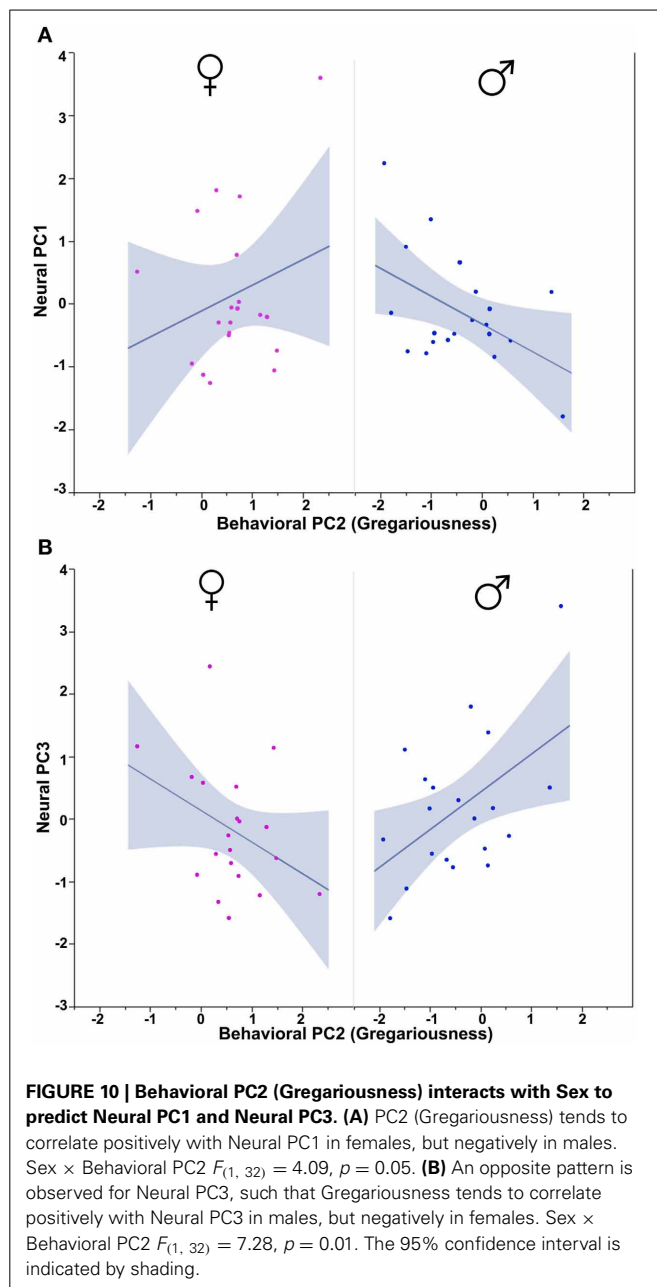 A
4
3
2
1
0
-1
-2
-3
Neural PC1
♀ ♂
-2 -1 0 1 2 -2 -1 0 1 2
Behavioral PC2 (Gregariousness)
B
4
3
2
1
0
-1
-2
-3
Neural PC3
♀ ♂
-2 -1 0 1 2 -2 -1 0 1 2
Behavioral PC2 (Gregariousness)
FIGURE 10 | Behavioral PC2 (Gregariousness) interacts with Sex to
predict Neural PC1 and Neural PC3. (A) PC2 (Gregariousness) tends to
correlate positively with Neural PC1 in females, but negatively in males.
Sex × Behavioral PC2 F(1, 32) = 4.09, p = 0.05. (B) An opposite pattern is
observed for Neural PC3, such that Gregariousness tends to correlate
positively with Neural PC3 in males, but negatively in females. Sex ×
Behavioral PC2 F(1, 32) = 7.28, p = 0.01. The 95% confidence interval is
indicated by shading.